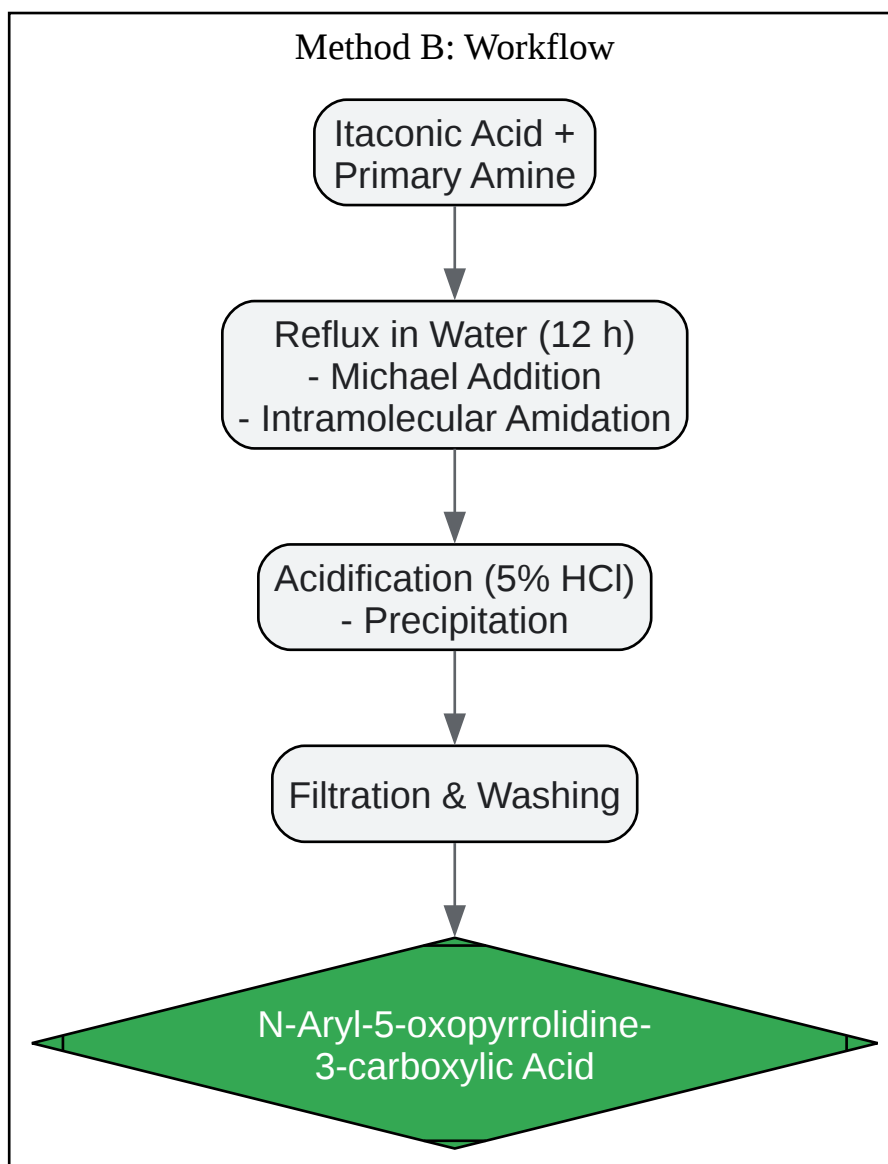 Method B: Workflow
Itaconic Acid +
Primary Amine
Reflux in Water (12 h)
- Michael Addition
- Intramolecular Amidation
Acidification (5% HCl)
- Precipitation
Filtration & Washing
N-Aryl-5-oxopyrrolidine-
3-carboxylic Acid